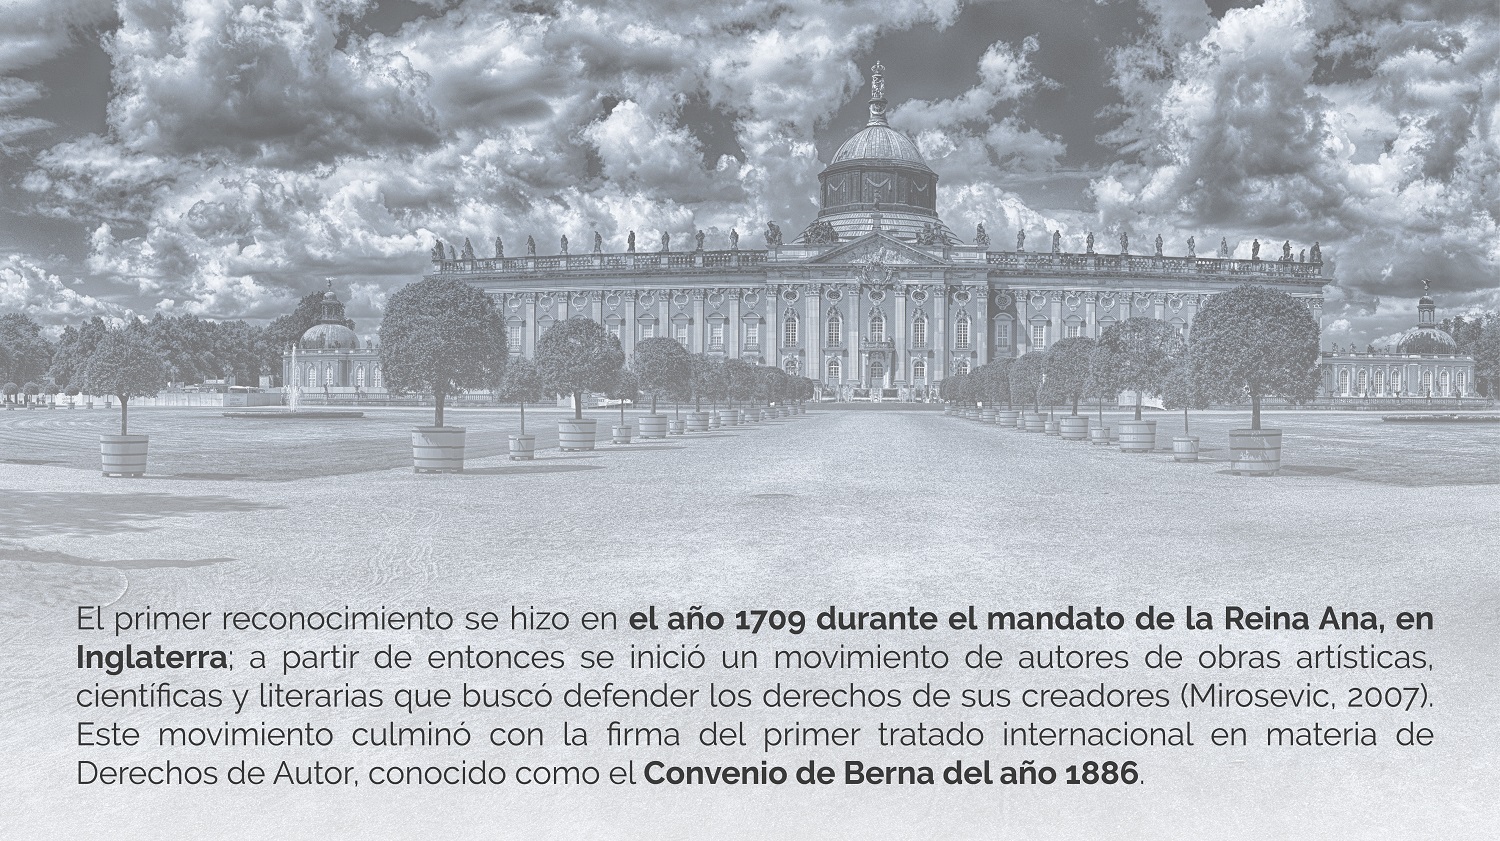 El primer reconocimiento se hizo en el año 1709 durante el mandato de la Reina Ana, en
Inglaterra; a partir de entonces se inició un movimiento de autores de obras artísticas,
científicas y literarias que buscó defender los derechos de sus creadores (Mirosevic, 2007).
Este movimiento culminó con la firma del primer tratado internacional en materia de
Derechos de Autor, conocido como el Convenio de Berna del año 1886.